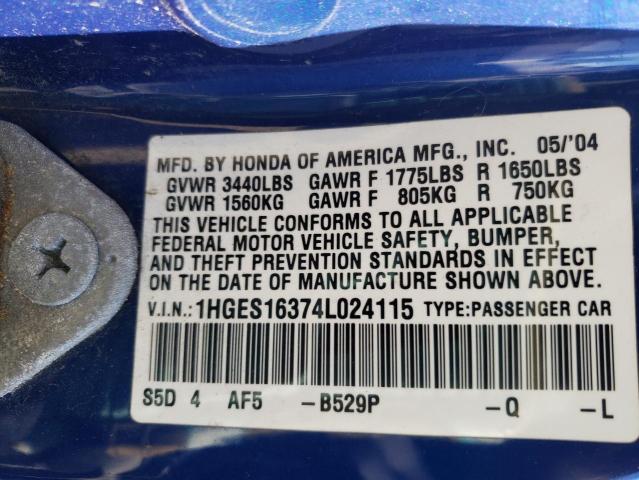 MFD. BY HONDA OF AMERICA MFG., INC. 05/'04
GVWR 3440LBS GAWR F 1775LBS R 1650LBS
GVWR 1560KG GAWR F 805KG R 750KG
THIS VEHICLE CONFORMS TO ALL APPLICABLE
FEDERAL MOTOR VEHICLE SAFETY, BUMPER,
AND THEFT PREVENTION STANDARDS IN EFFECT
ON THE DATE OF MANUFACTURE SHOWN ABOVE.
V.I.N.: 1HGES16374L024115 TYPE:PASSENGER CAR
S5D 4 AF5 -B529P -Q -L